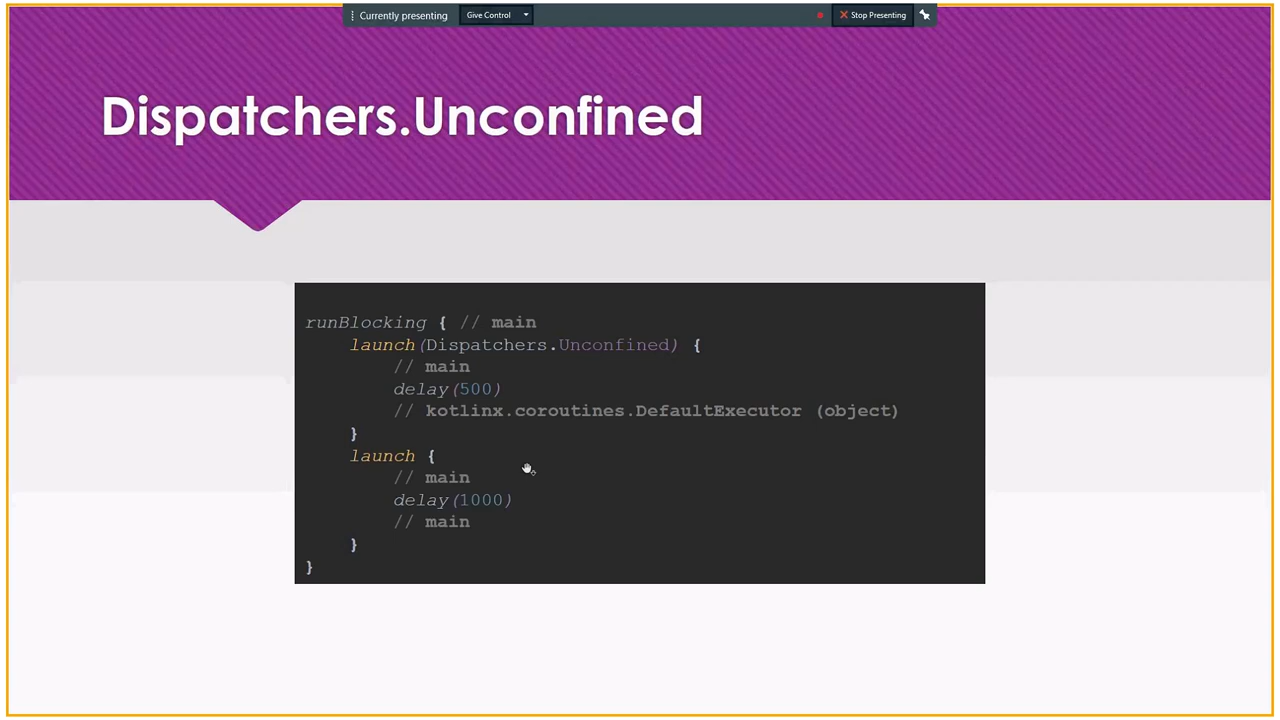 Currently presenting
Give Control
Stop Presenting
Dispatchers.Unconfined
runBlocking { // main
launch(Dispatchers.Unconfined) {
// main
delay(500)
// kotlinx.coroutines.DefaultExecutor (object)
}
launch {
// main
delay(1000)
// main
}
}